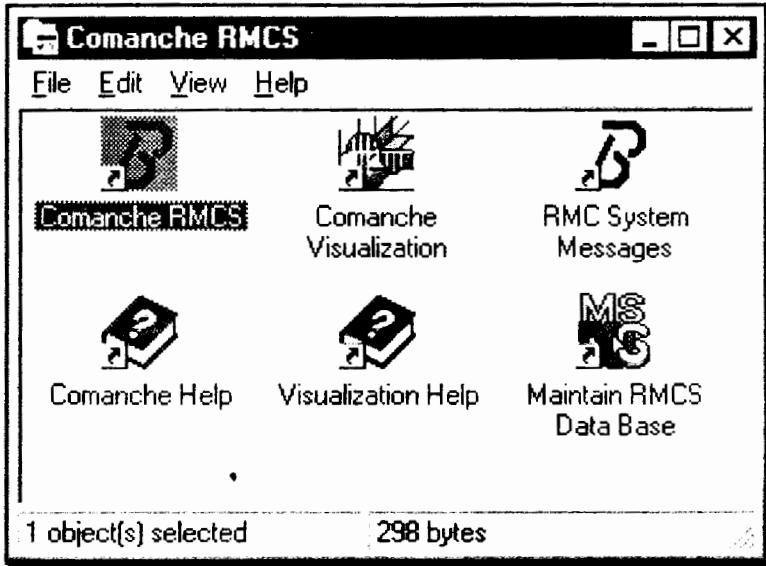 Comanche RMCS
File Edit View Help
Comanche RMCS
Comanche
Visualization
RMC System
Messages
Comanche Help
Visualization Help
Maintain RMCS
Data Base
MS
1 object(s) selected
298 bytes